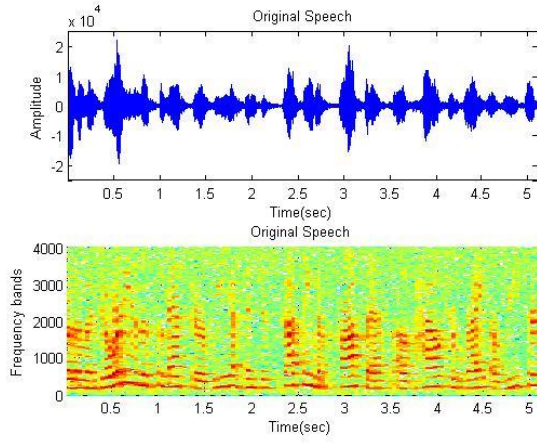 Original Speech
x 10⁴
2
1
0
-1
-2
Amplitude
0.5 1 1.5 2 2.5 3 3.5 4 4.5 5
Time(sec)
Original Speech
4000
3000
2000
1000
0
Frequency bands
0.5 1 1.5 2 2.5 3 3.5 4 4.5 5
Time(sec)